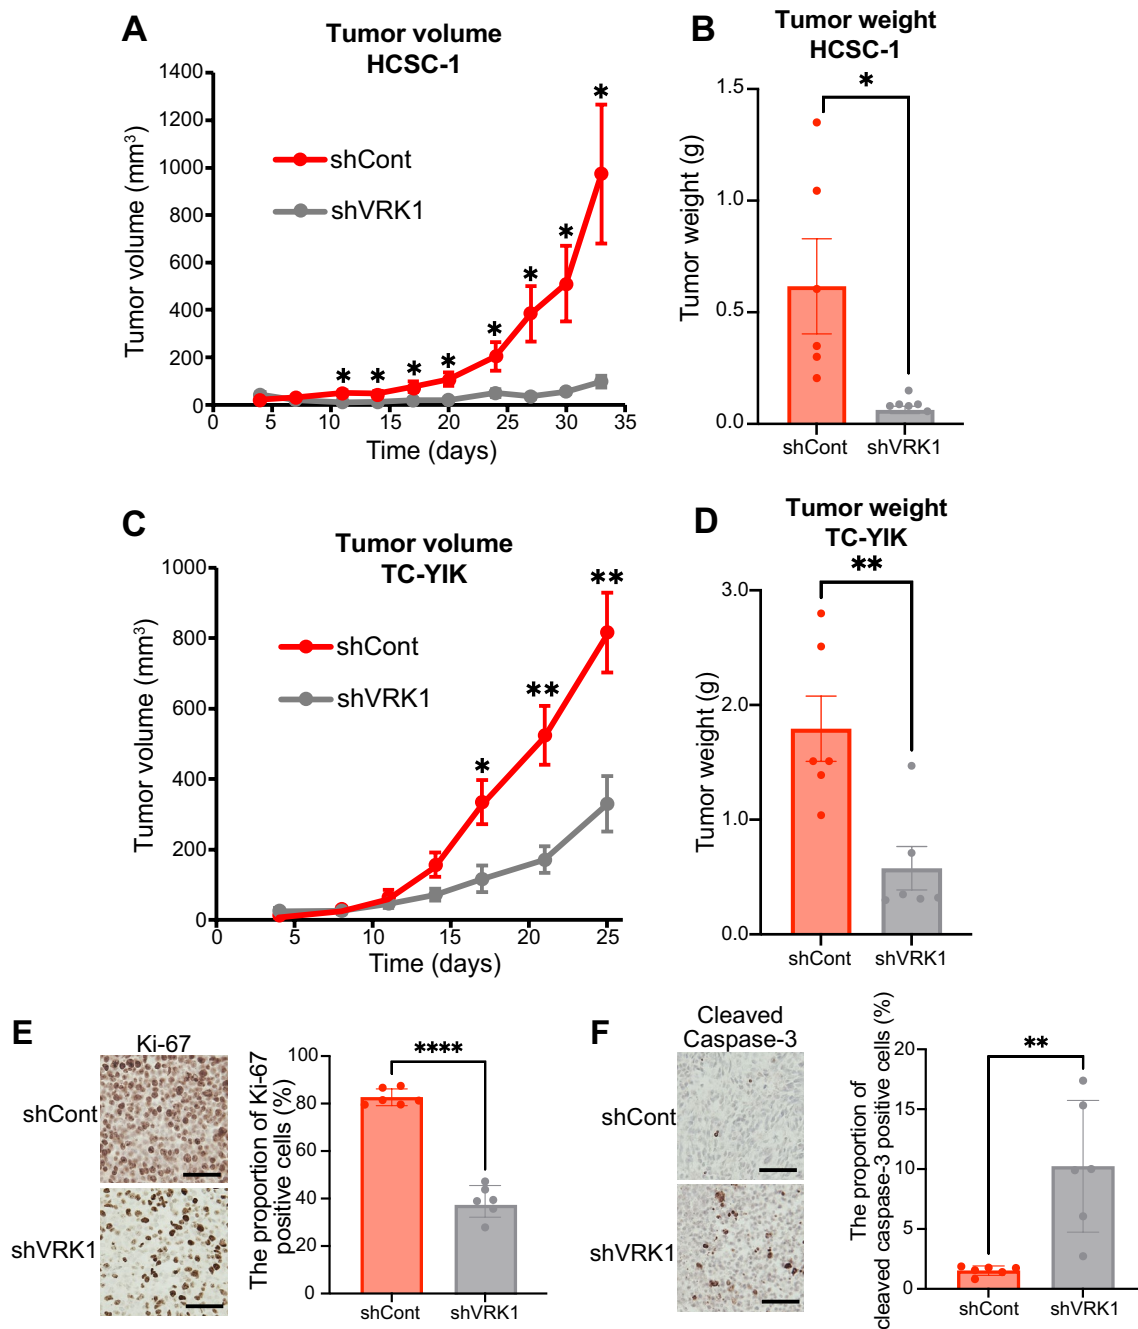 A
Tumor volume
HCSC-1
Tumor volume (mm³)
1400
1200
1000
800
600
400
200
0
shCont
shVRK1
*
*
*
*
*
*
*
*
0
5
10
15
20
25
30
35
Time (days)
B
Tumor weight
HCSC-1
*
Tumor weight (g)
1.5
1.0
0.5
0.0
shCont
shVRK1
C
Tumor volume
TC-YIK
Tumor volume (mm³)
1000
800
600
400
200
0
shCont
shVRK1
*
**
**
0
5
10
15
20
25
Time (days)
D
Tumor weight
TC-YIK
**
Tumor weight (g)
3.0
2.0
1.0
0.0
shCont
shVRK1
E
Ki-67
shCont
shVRK1
The proportion of Ki-67
positive cells (%)
80
60
40
20
0
****
shCont
shVRK1
F
Cleaved
Caspase-3
shCont
shVRK1
The proportion of
cleaved caspase-3 positive cells (%)
20
15
10
5
0
**
shCont
shVRK1